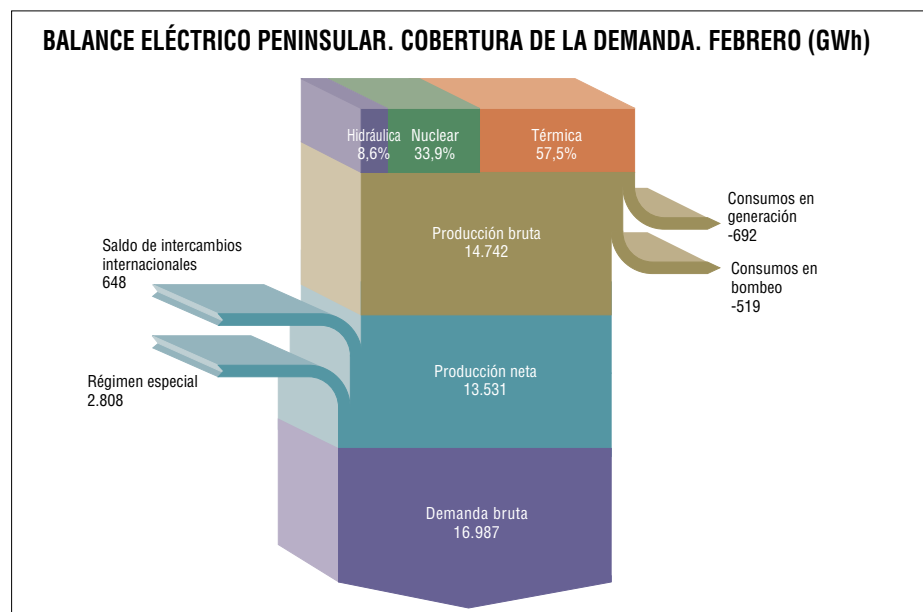 BALANCE ELÉCTRICO PENINSULAR. COBERTURA DE LA DEMANDA. FEBRERO (GWh)
Hidráulica
8,6%
Nuclear
33,9%
Térmica
57,5%
Consumos en
generación
-692
Producción bruta
14.742
Consumos en
bombeo
-519
Saldo de intercambios
internacionales
648
Régimen especial
2.808
Producción neta
13.531
Demanda bruta
16.987